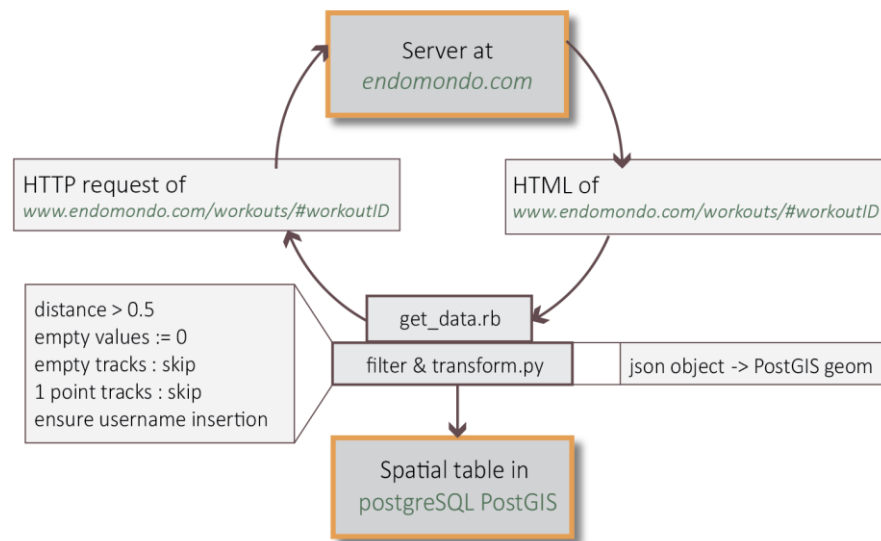 Server at
endomondo.com
HTTP request of
www.endomondo.com/workouts/#workoutID
HTML of
www.endomondo.com/workouts/#workoutID
get_data.rb
distance > 0.5
empty values := 0
empty tracks : skip
1 point tracks : skip
ensure username insertion
filter & transform.py
json object -> PostGIS geom
Spatial table in
postgreSQL PostGIS